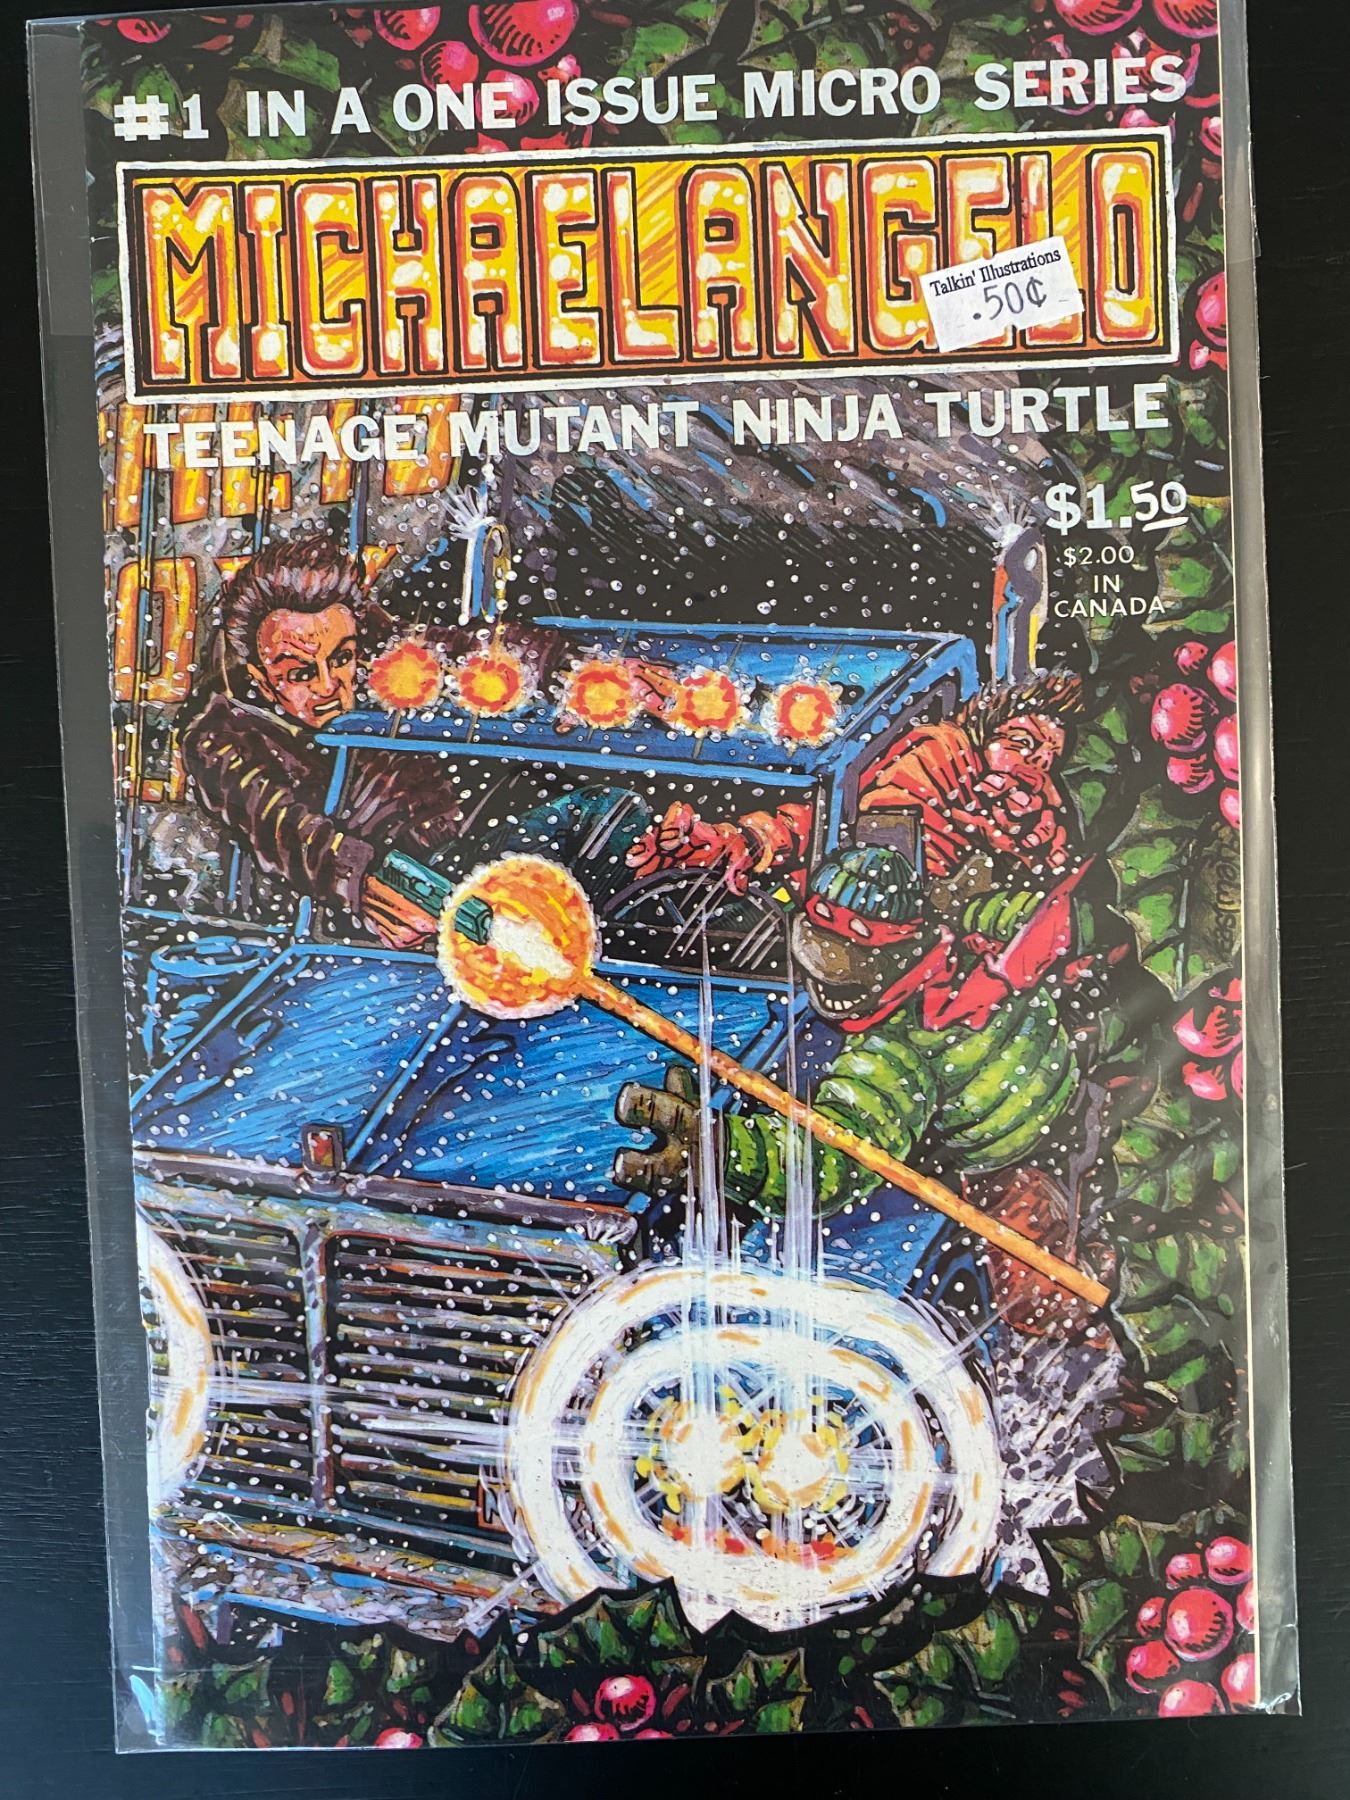 #1 IN A ONE ISSUE MICRO SERIES
MICHAELANGELO
Talkin' Illustrations
.50¢
TEENAGE MUTANT NINJA TURTLE
$1.50
$2.00
IN
CANADA